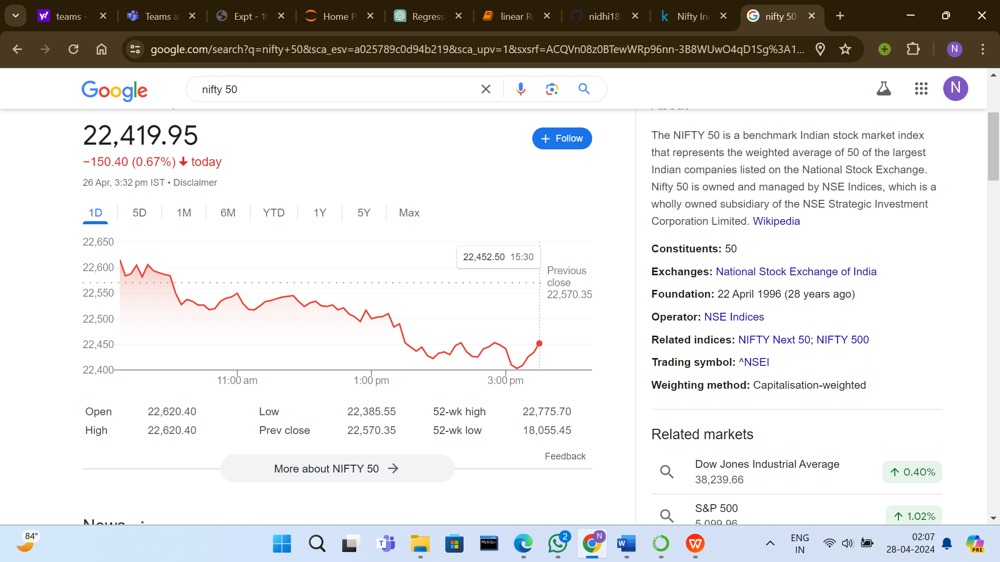 teams -
Teams a
Expt - 1
Home P
Regressi
linear R
nidhi18
Nifty In
nifty 50
google.com/search?q=nifty+50&sca_esv=a025789c0d94b219&sca_upv=1&sxsrf=ACQVn08z0BTewWRp96nn-3B8WUwO4qD1Sg%3A1...
N
Google
nifty 50
N
22,419.95
+ Follow
−150.40 (0.67%) today
26 Apr, 3:32 pm IST • Disclaimer
1D 5D 1M 6M YTD 1Y 5Y Max
22,650
22,600
22,550
22,500
22,450
22,400
22,452.50 15:30
Previous
close
22,570.35
11:00 am 1:00 pm 3:00 pm
Open 22,620.40 Low 22,385.55 52-wk high 22,775.70
High 22,620.40 Prev close 22,570.35 52-wk low 18,055.45
Feedback
More about NIFTY 50
News
The NIFTY 50 is a benchmark Indian stock market index
that represents the weighted average of 50 of the largest
Indian companies listed on the National Stock Exchange.
Nifty 50 is owned and managed by NSE Indices, which is a
wholly owned subsidiary of the NSE Strategic Investment
Corporation Limited. Wikipedia
Constituents: 50
Exchanges: National Stock Exchange of India
Foundation: 22 April 1996 (28 years ago)
Operator: NSE Indices
Related indices: NIFTY Next 50; NIFTY 500
Trading symbol: ^NSEI
Weighting method: Capitalisation-weighted
Related markets
Dow Jones Industrial Average
38,239.66
0.40%
S&P 500
5,099.96
1.02%
84°
MySQL
2
N
ENG
IN
02:07
28-04-2024
PRE